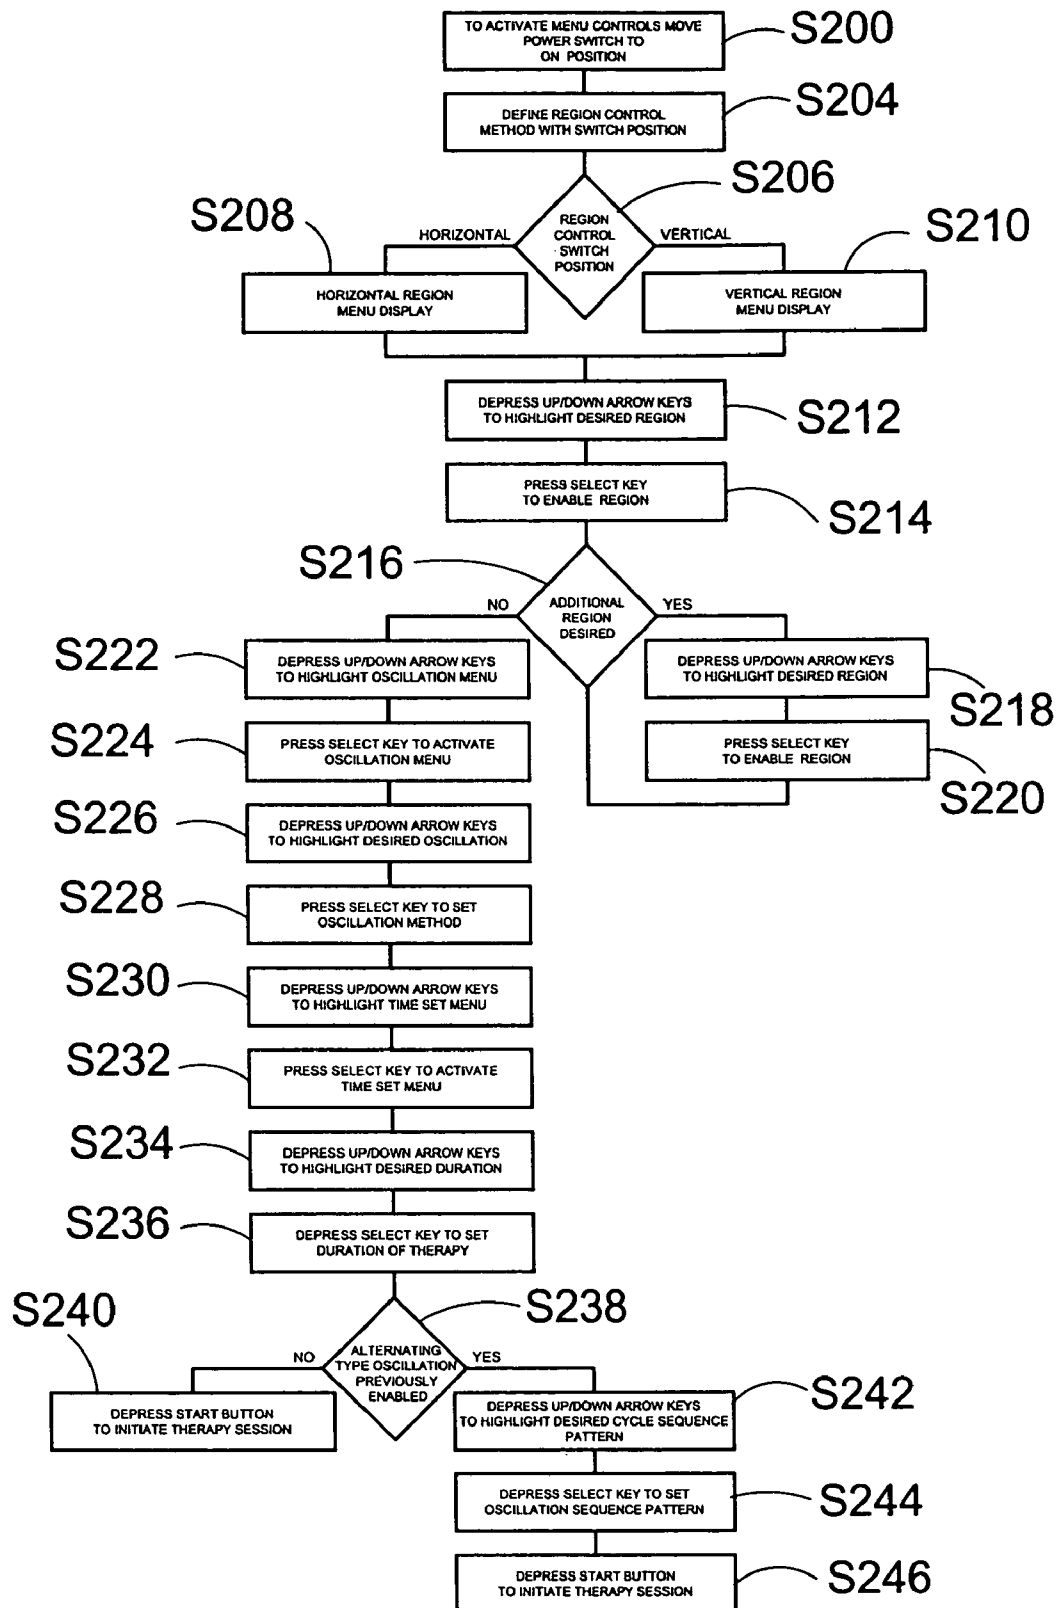 TO ACTIVATE MENU CONTROLS MOVE
POWER SWITCH TO
ON POSITION
S200
DEFINE REGION CONTROL
METHOD WITH SWITCH POSITION
S204
S206
REGION
CONTROL
SWITCH
POSITION
HORIZONTAL
VERTICAL
S208
S210
HORIZONTAL REGION
MENU DISPLAY
VERTICAL REGION
MENU DISPLAY
DEPRESS UP/DOWN ARROW KEYS
TO HIGHLIGHT DESIRED REGION
S212
PRESS SELECT KEY
TO ENABLE REGION
S214
S216
ADDITIONAL
REGION
DESIRED
NO
YES
S222
DEPRESS UP/DOWN ARROW KEYS
TO HIGHLIGHT OSCILLATION MENU
DEPRESS UP/DOWN ARROW KEYS
TO HIGHLIGHT DESIRED REGION
S218
S224
PRESS SELECT KEY TO ACTIVATE
OSCILLATION MENU
PRESS SELECT KEY
TO ENABLE REGION
S220
S226
DEPRESS UP/DOWN ARROW KEYS
TO HIGHLIGHT DESIRED OSCILLATION
S228
PRESS SELECT KEY TO SET
OSCILLATION METHOD
S230
DEPRESS UP/DOWN ARROW KEYS
TO HIGHLIGHT TIME SET MENU
S232
PRESS SELECT KEY TO ACTIVATE
TIME SET MENU
S234
DEPRESS UP/DOWN ARROW KEYS
TO HIGHLIGHT DESIRED DURATION
S236
DEPRESS SELECT KEY TO SET
DURATION OF THERAPY
S238
ALTERNATING
TYPE OSCILLATION
PREVIOUSLY
ENABLED
NO
YES
S240
DEPRESS START BUTTON
TO INITIATE THERAPY SESSION
DEPRESS UP/DOWN ARROW KEYS
TO HIGHLIGHT DESIRED CYCLE SEQUENCE
PATTERN
S242
DEPRESS SELECT KEY TO SET
OSCILLATION SEQUENCE PATTERN
S244
DEPRESS START BUTTON
TO INITIATE THERAPY SESSION
S246